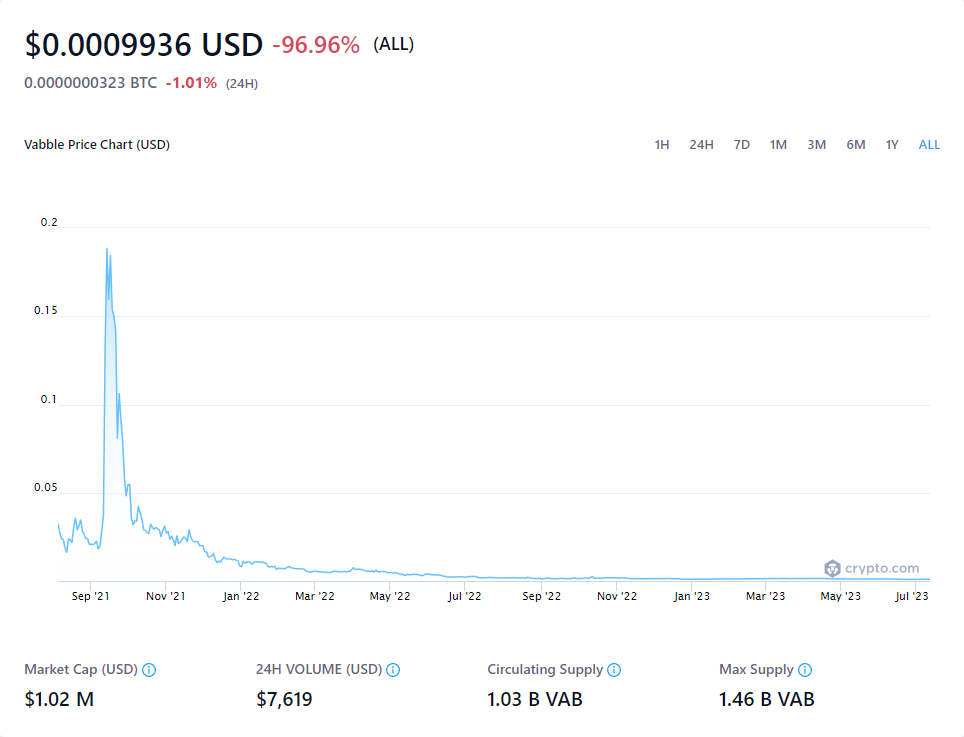 $0.0009936 USD -96.96% (ALL)
0.0000000323 BTC -1.01% (24H)
Vabble Price Chart (USD) 1H 24H 7D 1M 3M 6M 1Y ALL
0.2
0.15
0.1
0.05
crypto.com
Sep '21 Nov '21 Jan '22 Mar '22 May '22 Jul '22 Sep '22 Nov '22 Jan '23 Mar '23 May '23 Jul '23
Market Cap (USD) 24H VOLUME (USD) Circulating Supply Max Supply
$1.02 M $7,619 1.03 B VAB 1.46 B VAB